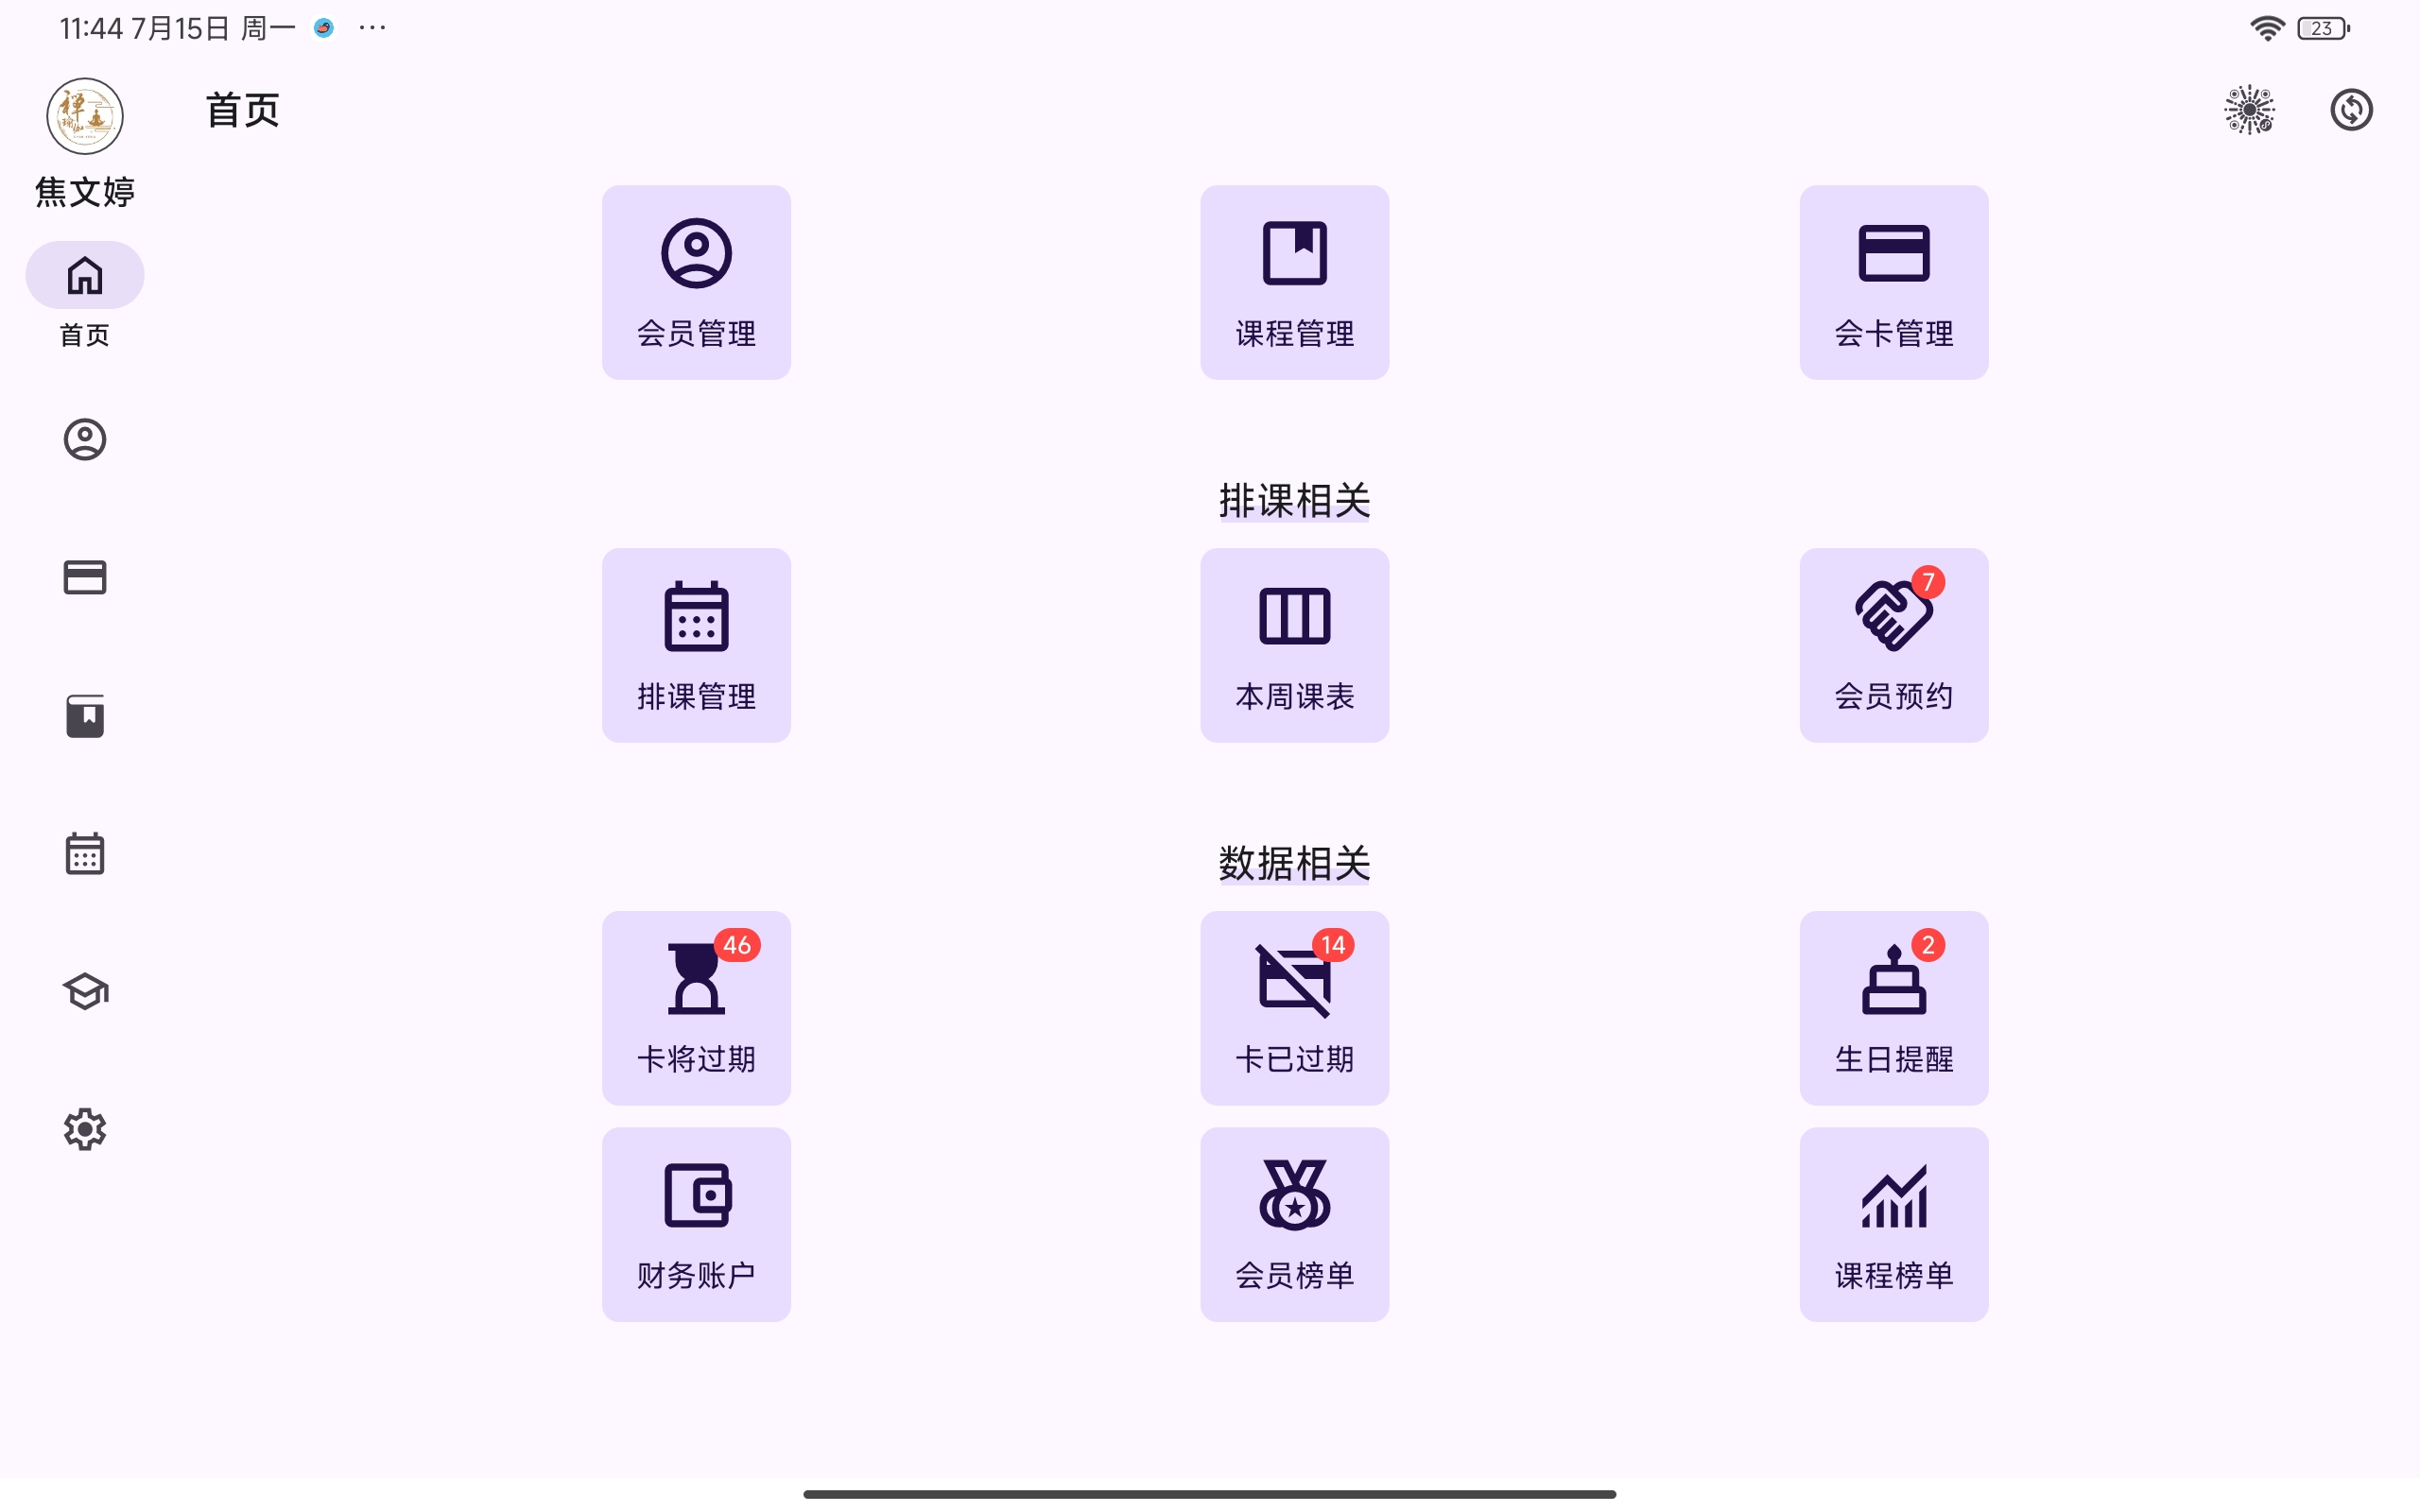 11:44 7月15日 周一 ···
23
禅
瑜伽
首页
焦文婷
首页
会员管理
课程管理
会卡管理
排课相关
排课管理
本周课表
7
会员预约
数据相关
46
卡将过期
14
卡已过期
2
生日提醒
财务账户
会员榜单
课程榜单